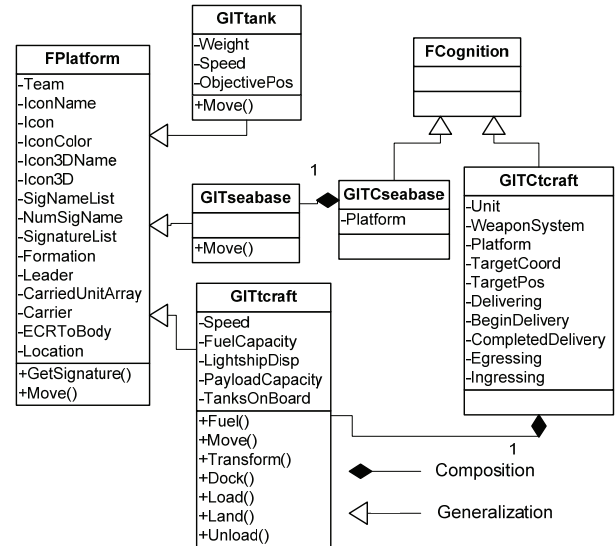 GITtank
-Weight
-Speed
-ObjectivePos
+Move()
FPlatform
-Team
-IconName
-Icon
-IconColor
-Icon3DName
-Icon3D
-SigNameList
-NumSigName
-SignatureList
-Formation
-Leader
-CarriedUnitArray
-Carrier
-ECRToBody
-Location
+GetSignature()
+Move()
FCognition
GITseabase
+Move()
1
GITCseabase
-Platform
GITCtcraft
-Unit
-WeaponSystem
-Platform
-TargetCoord
-TargetPos
-Delivering
-BeginDelivery
-CompletedDelivery
-Egressing
-Ingressing
GITtcraft
-Speed
-FuelCapacity
-LightshipDisp
-PayloadCapacity
-TanksOnBoard
+Fuel()
+Move()
+Transform()
+Dock()
+Load()
+Land()
+Unload()
1
Composition
Generalization